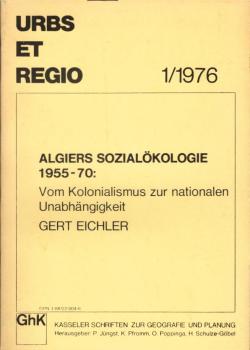 URBS
ET
REGIO 1/1976
ALGIERS SOZIALÖKOLOGIE
1955-70:
Vom Kolonialismus zur nationalen
Unabhängigkeit
GERT EICHLER
GhK
KASSELER SCHRIFTEN ZUR GEOGRAFIE UND PLANUNG
Herausgeber: P. Jüngst, K. Pfromm, O. Poppinga, H. Schulze-Göbel